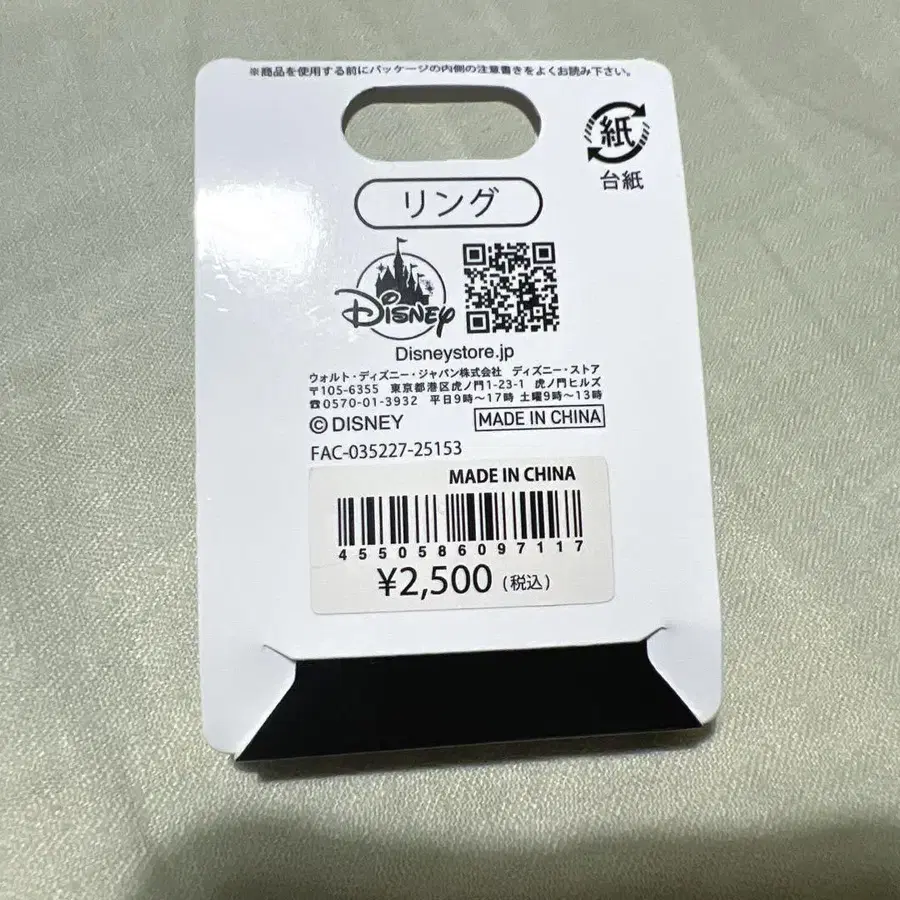 ※商品を使用する前にパッケージの内側の注意書きをよくお読み下さい。
紙
台紙
リング
Disney
Disneystore.jp
ウォルト・ディズニー・ジャパン株式会社 ディズニー・ストア
〒105-6355 東京都港区虎ノ門1-23-1 虎ノ門ヒルズ
☎0570-01-3932 平日9時〜17時 土曜9時〜13時
©DISNEY MADE IN CHINA
FAC-035227-25153
MADE IN CHINA
4550586097117
¥2,500 (税込)